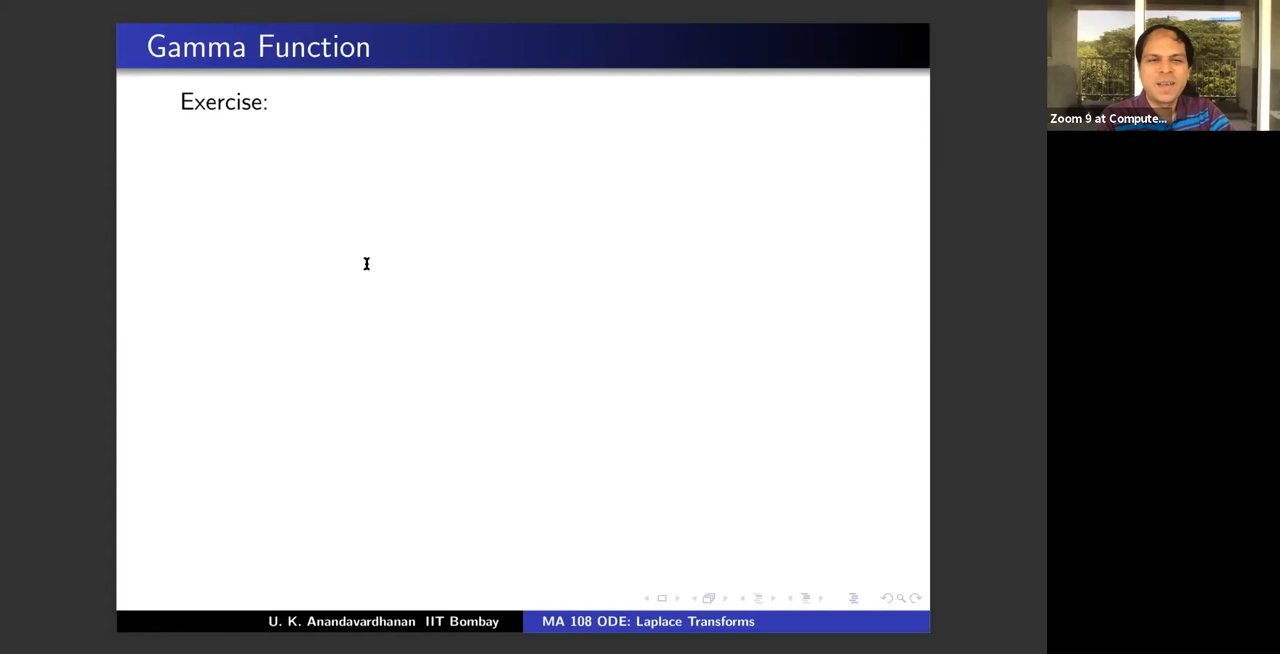 Gamma Function
Exercise:
Zoom 9 at Compute...
U. K. Anandavardhanan IIT Bombay
MA 108 ODE: Laplace Transforms